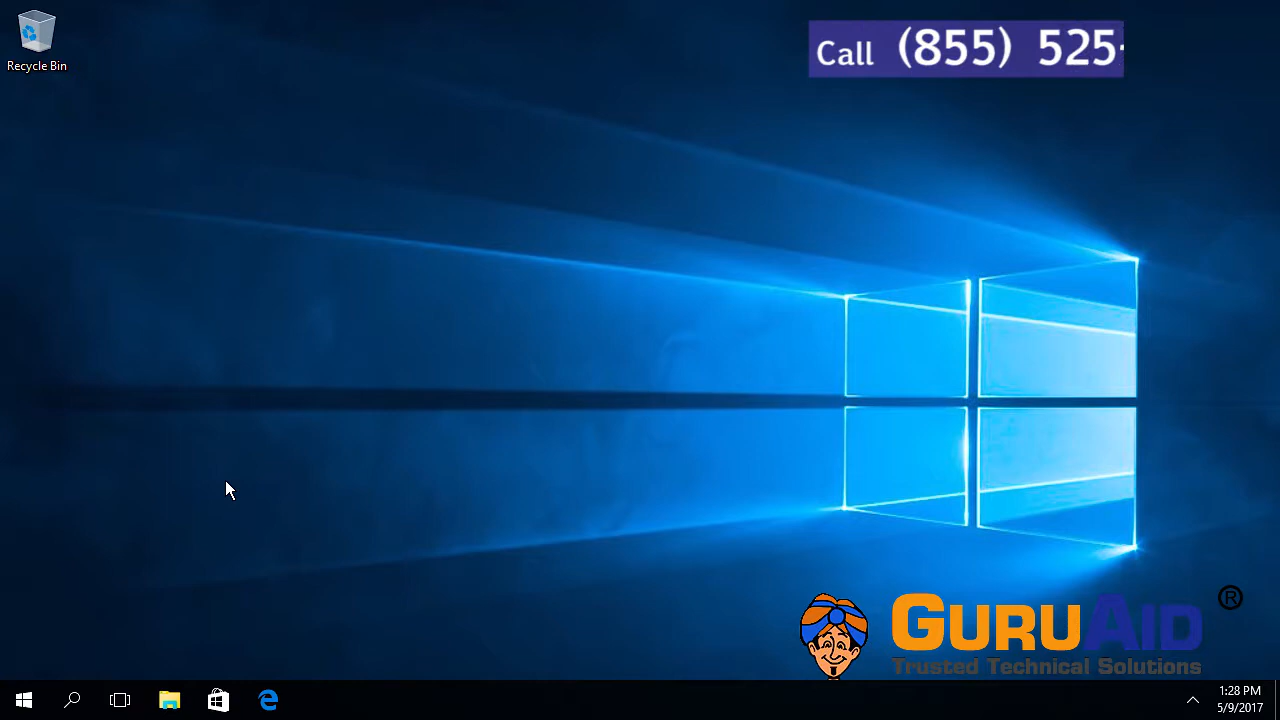 Recycle Bin
Call (855) 525-
GURUAID ®
Trusted Technical Solutions
1:28 PM
5/9/2017